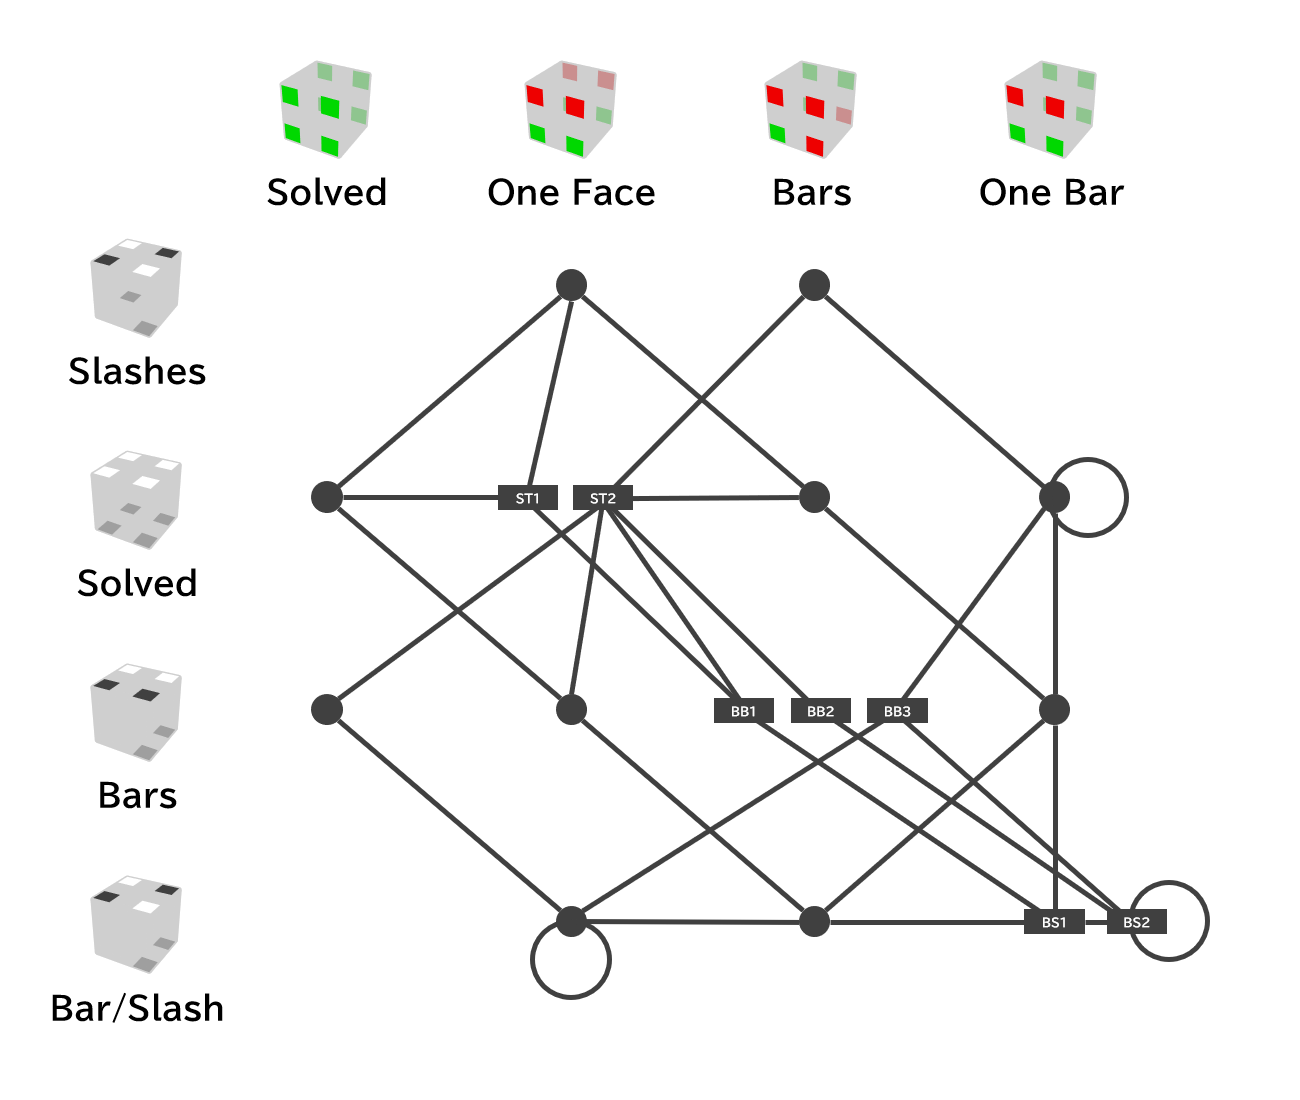 Solved
One Face
Bars
One Bar
Slashes
Solved
ST1
ST2
Bars
BB1
BB2
BB3
Bar/Slash
BS1
BS2